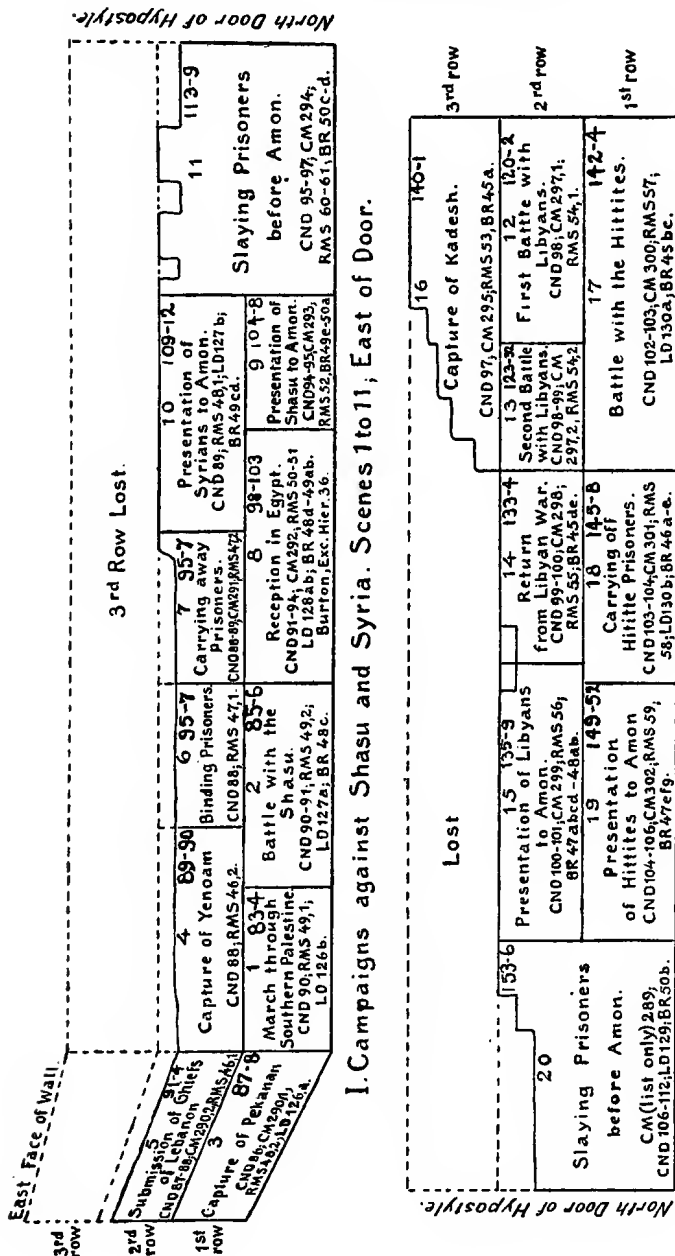 East Face of Wall.
3rd row
2nd row
1st row
5 91-4
Submission of Chiefs
of Lebanon
CND 87-88; CM 290,2; RMS 46,1
3 87-8
Capture of Pekanan
RMS 48,2; LD 126a.
3rd Row Lost.
4 89-90
Capture of Yenoam
CND 88; RMS 46,2.
6 95-7
Binding Prisoners.
CND 88; RMS 47,1.
7 95-7
Carrying away
Prisoners.
CND 88-89; CM 291; RMS 47,2
10 109-12
Presentation of
Syrians to Amon.
CND 89; RMS 48,1; LD 127b;
BR 49cd.
11 113-9
Slaying Prisoners
before Amon.
CND 95-97; CM 294;
RMS 60-61; BR 50c-d.
1 83-4
March through
Southern Palestine.
CND 90; RMS 49,1;
LD 126b.
2 85-6
Battle with the
Shasu.
CND 90-91; RMS 49,2;
LD 127a; BR 48c.
8 98-103
Reception in Egypt.
CND 91-94; CM 292; RMS 50-51
LD 128ab; BR 48d-49ab.
Burton, Exc. Hier. 36.
9 104-8
Presentation of
Shasu to Amon.
CND 94-95, CM 293,
RMS 52, BR 49e-50a
North Door of Hypostyle.
I. Campaigns against Shasu and Syria. Scenes 1 to 11; East of Door.
North Door of Hypostyle.
Lost
20 153-6
Slaying Prisoners
before Amon.
CM (list only) 289;
CND 106-112; LD 129; BR 50b.
15 135-9
Presentation of Libyans
to Amon.
CND 100-101; CM 299; RMS 56;
BR 47abcd-48ab.
14 133-4
Return
from Libyan War.
CND 99-100; CM 298;
RMS 55; BR 45de.
16 140-1
Capture of Kadesh.
CND 97; CM 295; RMS 53, BR 45a.
13 123-32
Second Battle
with Libyans.
CND 98-99; CM
297,2, RMS 54,2
12 120-2
First Battle with
Libyans.
CND 98; CM 297,1;
RMS 54,1.
19 149-52
Presentation
of Hittites to Amon
CND 104-106; CM 302; RMS 59,
BR 47efg.
18 145-8
Carrying off
Hittite Prisoners.
CND 103-104; CM 301; RMS
58; LD 130b; BR 46a-e.
17 142-4
Battle with the Hittites.
CND 102-103; CM 300; RMS 57,
LD 130a; BR 45bc.
3rd row
2nd row
1st row